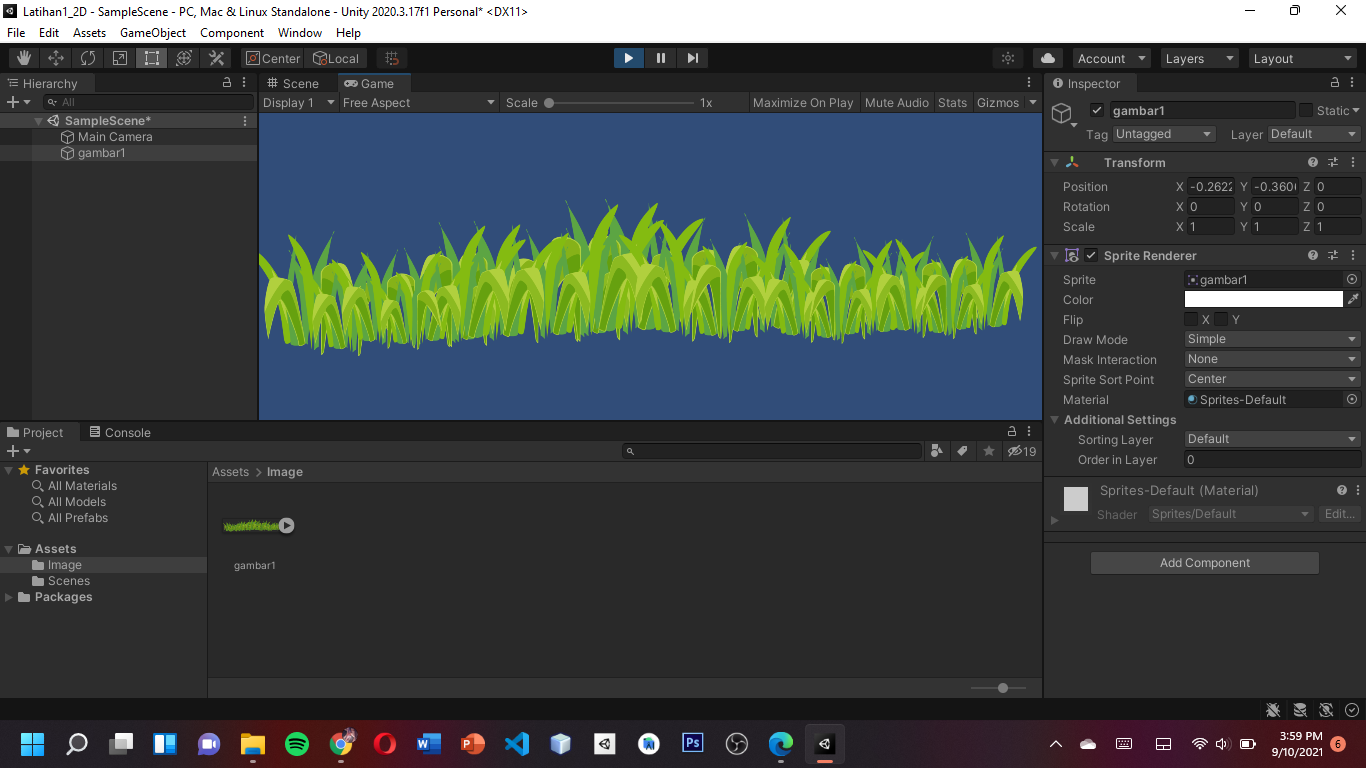 Latihan1_2D - SampleScene - PC, Mac & Linux Standalone - Unity 2020.3.17f1 Personal* <DX11>
File Edit Assets GameObject Component Window Help
Center Local Account Layers Layout
Hierarchy
All
SampleScene*
Main Camera
gambar1
Scene Game
Display 1 Free Aspect Scale 1x Maximize On Play Mute Audio Stats Gizmos
Inspector
gambar1 Static
Tag Untagged Layer Default
Transform
Position X -0.2622 Y Z 0
Rotation X 0 Y 0 Z 0
Scale X 1 Y 1 Z 1
Sprite Renderer
Sprite gambar1
Color
Flip X Y
Draw Mode Simple
Mask Interaction None
Sprite Sort Point Center
Material Sprites-Default
Additional Settings
Sorting Layer Default
Order in Layer 0
Sprites-Default (Material)
Shader Sprites/Default Edit...
Add Component
Project Console
19
Favorites
All Materials
All Models
All Prefabs
Assets
Image
Scenes
Packages
Assets > Image
gambar1
3:59 PM
9/10/2021
6